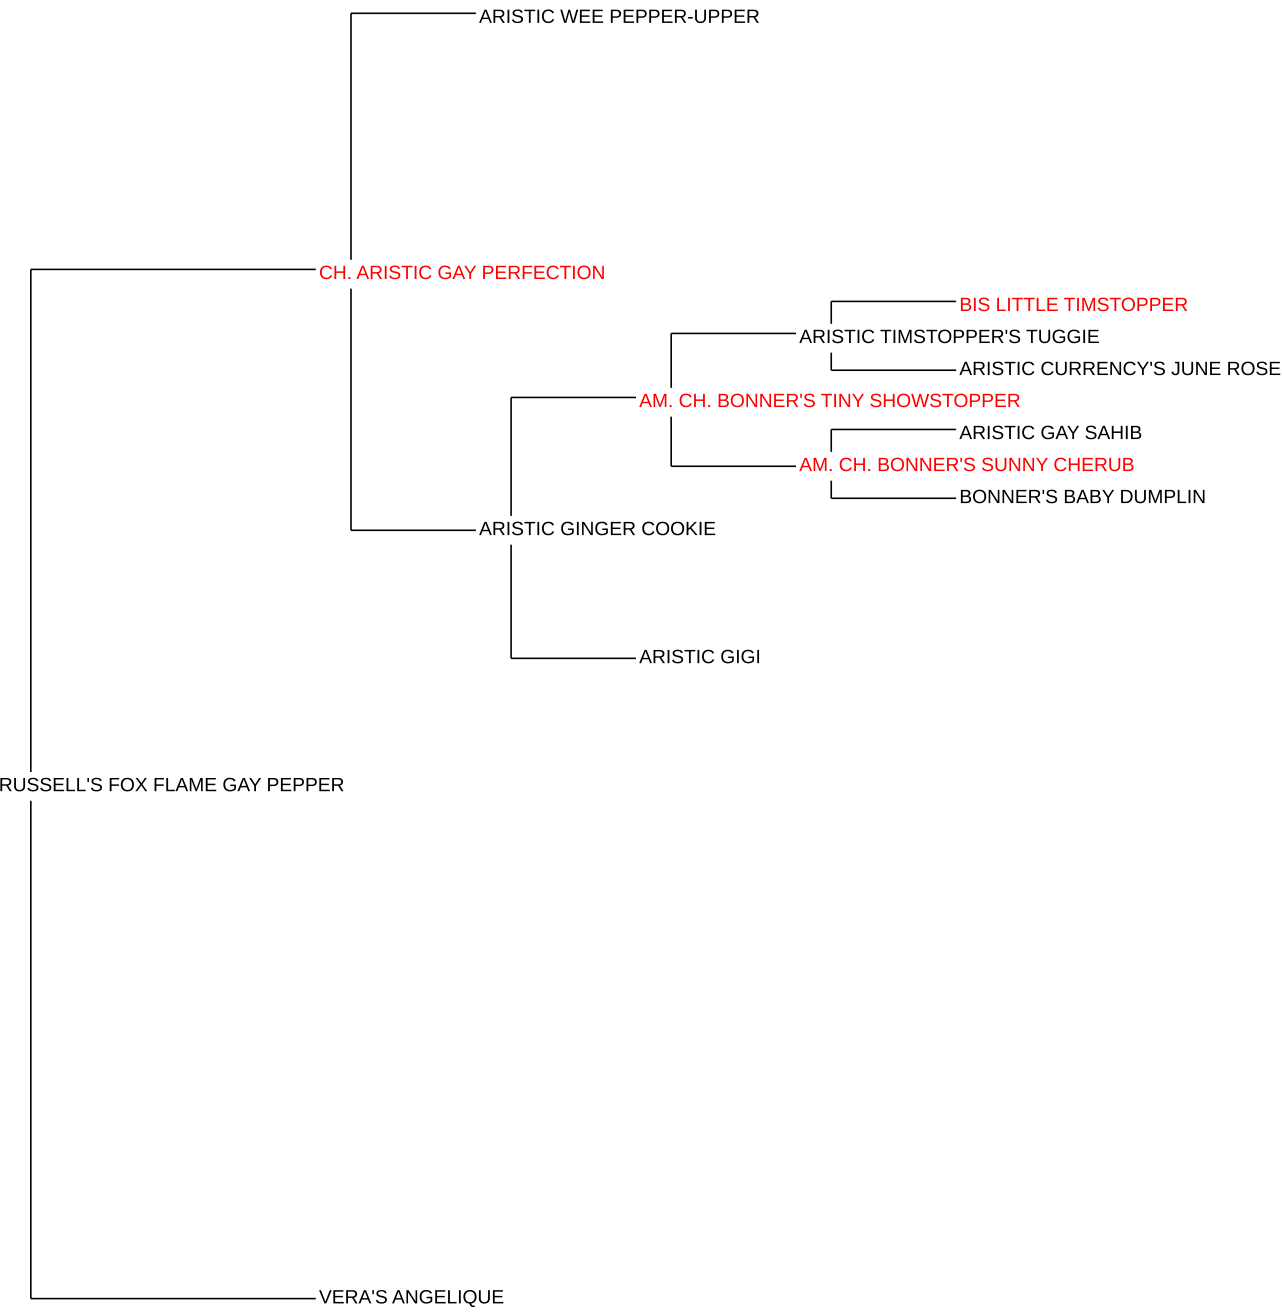 ARISTIC WEE PEPPER-UPPER
CH. ARISTIC GAY PERFECTION
BIS LITTLE TIMSTOPPER
ARISTIC TIMSTOPPER'S TUGGIE
ARISTIC CURRENCY'S JUNE ROSE
AM. CH. BONNER'S TINY SHOWSTOPPER
ARISTIC GAY SAHIB
AM. CH. BONNER'S SUNNY CHERUB
BONNER'S BABY DUMPLIN
ARISTIC GINGER COOKIE
ARISTIC GIGI
RUSSELL'S FOX FLAME GAY PEPPER
VERA'S ANGELIQUE